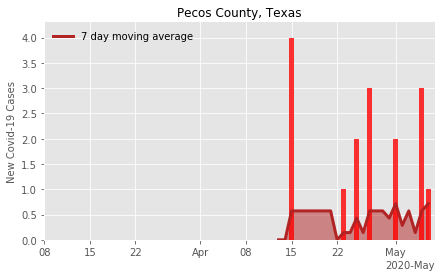 Pecos County, Texas
7 day moving average
New Covid-19 Cases
4.0
3.5
3.0
2.5
2.0
1.5
1.0
0.5
0.0
08 15 22 Apr 08 15 22 May
2020-May